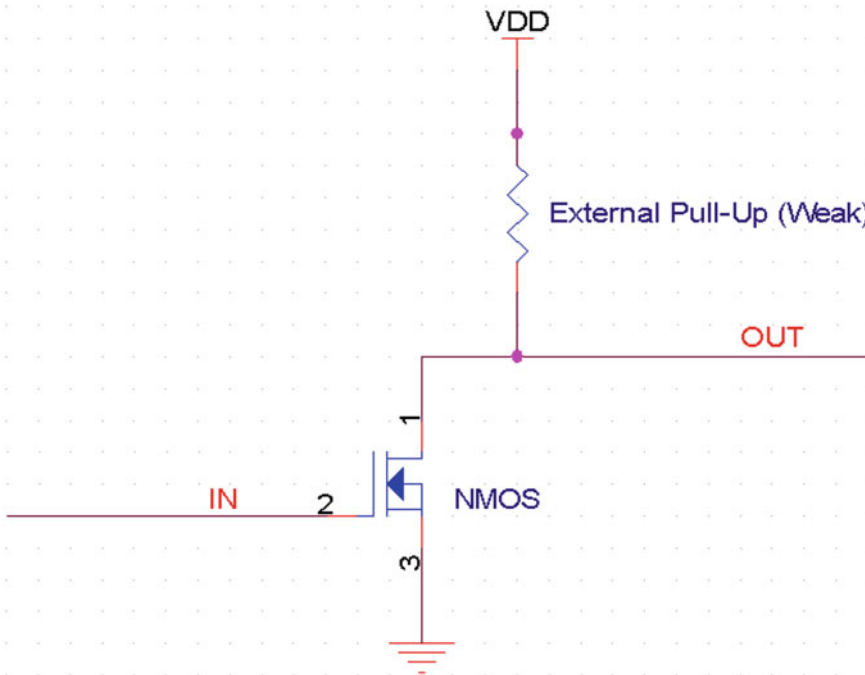 VDD
External Pull-Up (Weak)
OUT
1
IN
2
NMOS
3